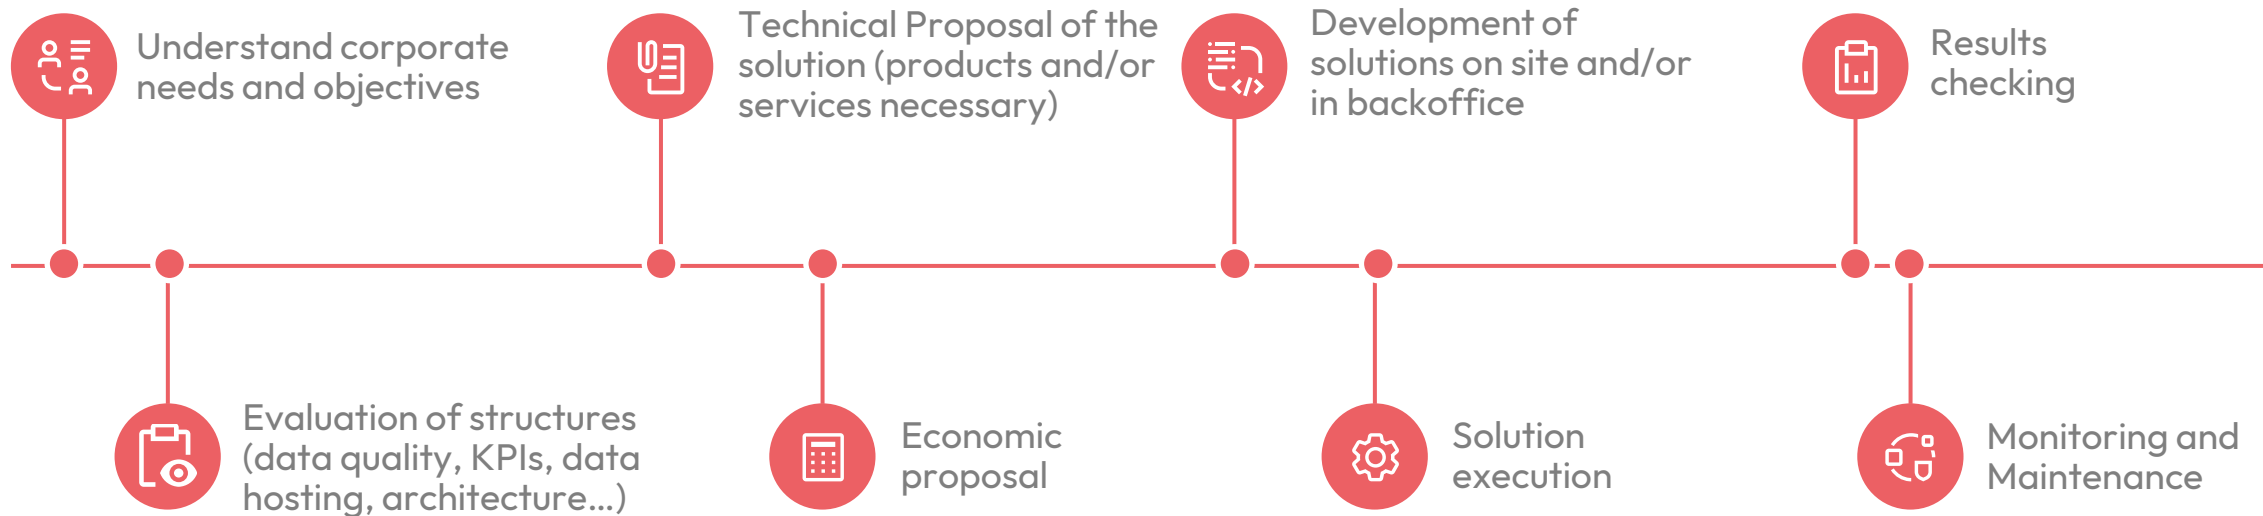 Understand corporate
needs and objectives
Evaluation of structures
(data quality, KPIs, data
hosting, architecture...)
Technical Proposal of the
solution (products and/or
services necessary)
Economic
proposal
Development of
solutions on site and/or
in backoffice
Solution
execution
Results
checking
Monitoring and
Maintenance